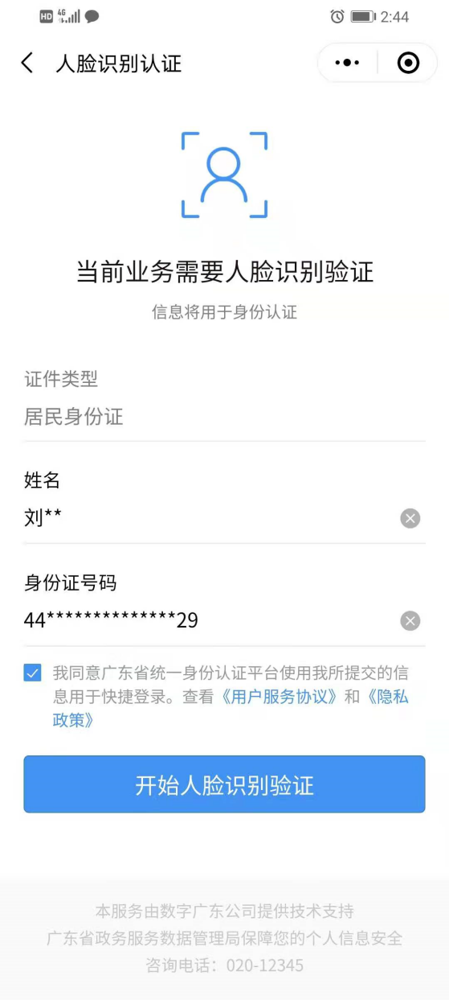 HD 4G 2:44
人脸识别认证
当前业务需要人脸识别验证
信息将用于身份认证
证件类型
居民身份证
姓名
刘**
身份证号码
44**************29
我同意广东省统一身份认证平台使用我所提交的信
息用于快捷登录。查看《用户服务协议》和《隐私
政策》
开始人脸识别验证
本服务由数字广东公司提供技术支持
广东省政务服务数据管理局保障您的个人信息安全
咨询电话：020-12345